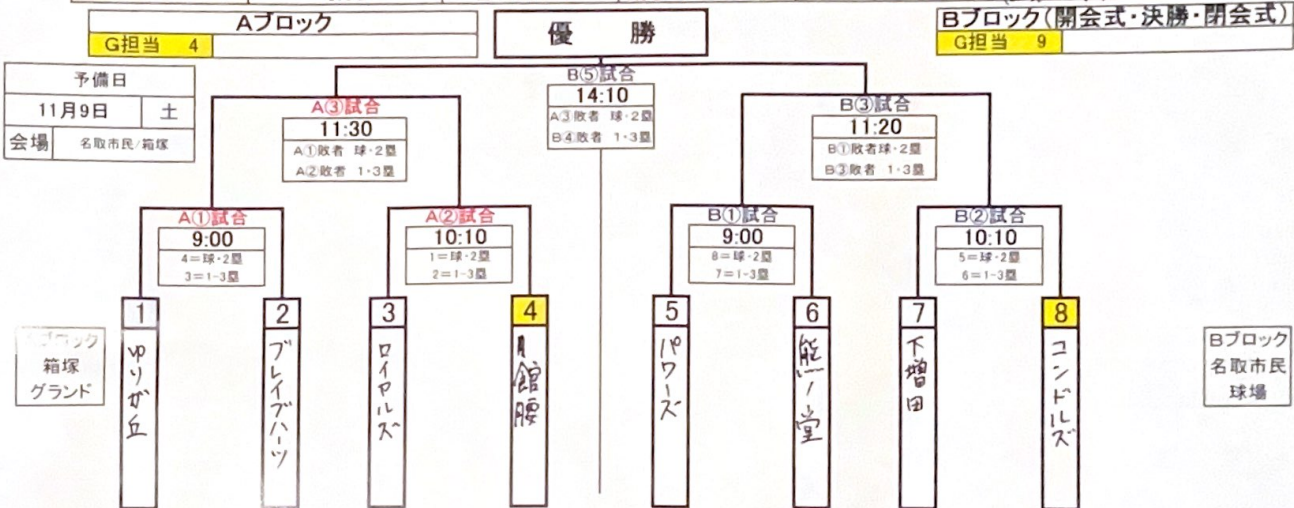 Aブロック
G担当 4
優 勝
Bブロック(開会式・決勝・閉会式)
G担当 9
予備日
11月9日 土
会場 名取市民/箱塚
B⑤試合
14:10
A③敗者 球・2塁
B④敗者 1・3塁
A③試合
11:30
A①敗者 球・2塁
A②敗者 1・3塁
B③試合
11:20
B①敗者球・2塁
B③敗者 1・3塁
A①試合
9:00
4=球・2塁
3=1-3塁
A②試合
10:10
1=球・2塁
2=1-3塁
B①試合
9:00
8=球・2塁
7=1-3塁
B②試合
10:10
5=球・2塁
6=1-3塁
1
ゆりが丘
2
ブレイブハーツ
3
ロイヤルズ
4
館腰
5
パワーズ
6
熊ノ堂
7
下増田
8
コンドルズ
ブロック
箱塚
グランド
Bブロック
名取市民
球場